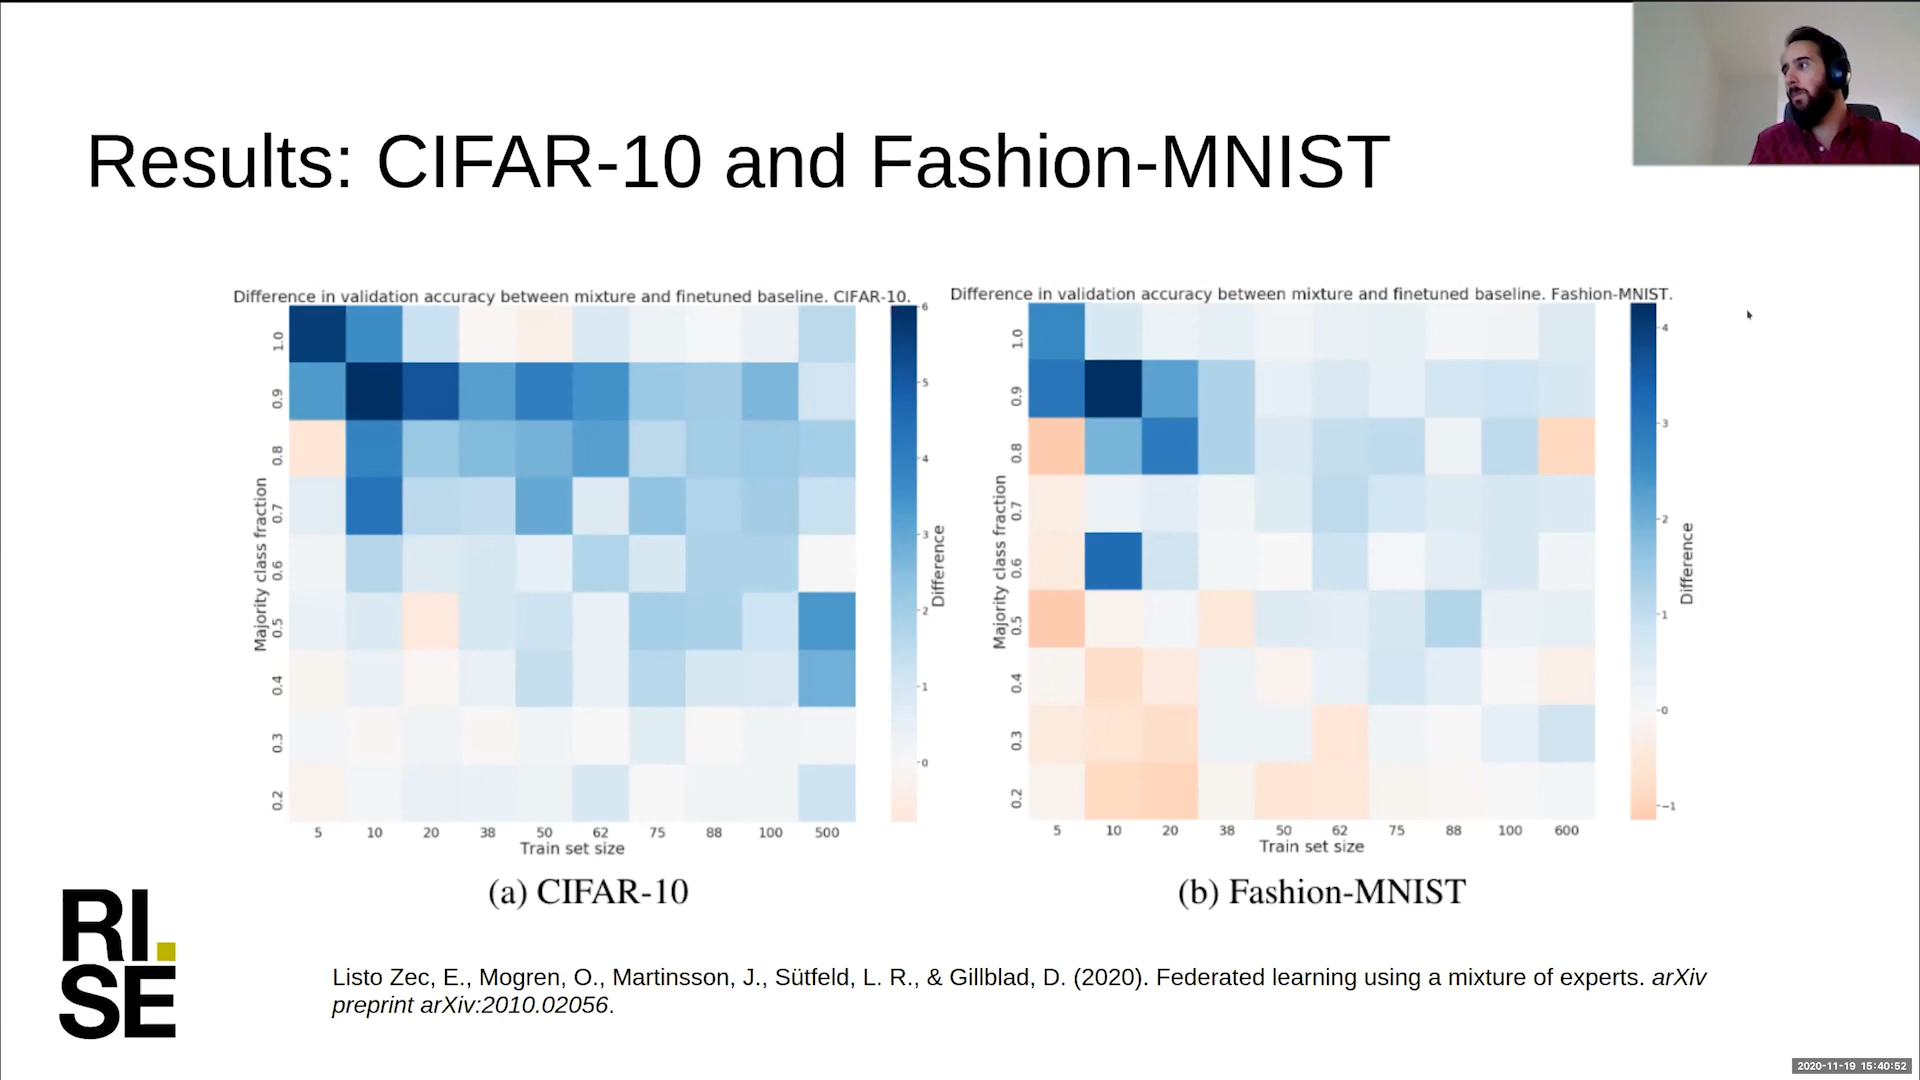 Results: CIFAR-10 and Fashion-MNIST
Difference in validation accuracy between mixture and finetuned baseline. CIFAR-10.
Majority class fraction
1.0
0.9
0.8
0.7
0.6
0.5
0.4
0.3
0.2
5 10 20 38 50 62 75 88 100 500
Train set size
6
5
4
3
2
1
0
Difference
(a) CIFAR-10
Difference in validation accuracy between mixture and finetuned baseline. Fashion-MNIST.
Majority class fraction
1.0
0.9
0.8
0.7
0.6
0.5
0.4
0.3
0.2
5 10 20 38 50 62 75 88 100 600
Train set size
4
3
2
1
0
−1
Difference
(b) Fashion-MNIST
RI.
SE
Listo Zec, E., Mogren, O., Martinsson, J., Sütfeld, L. R., & Gillblad, D. (2020). Federated learning using a mixture of experts. arXiv
preprint arXiv:2010.02056.
2020-11-19 15:40:52